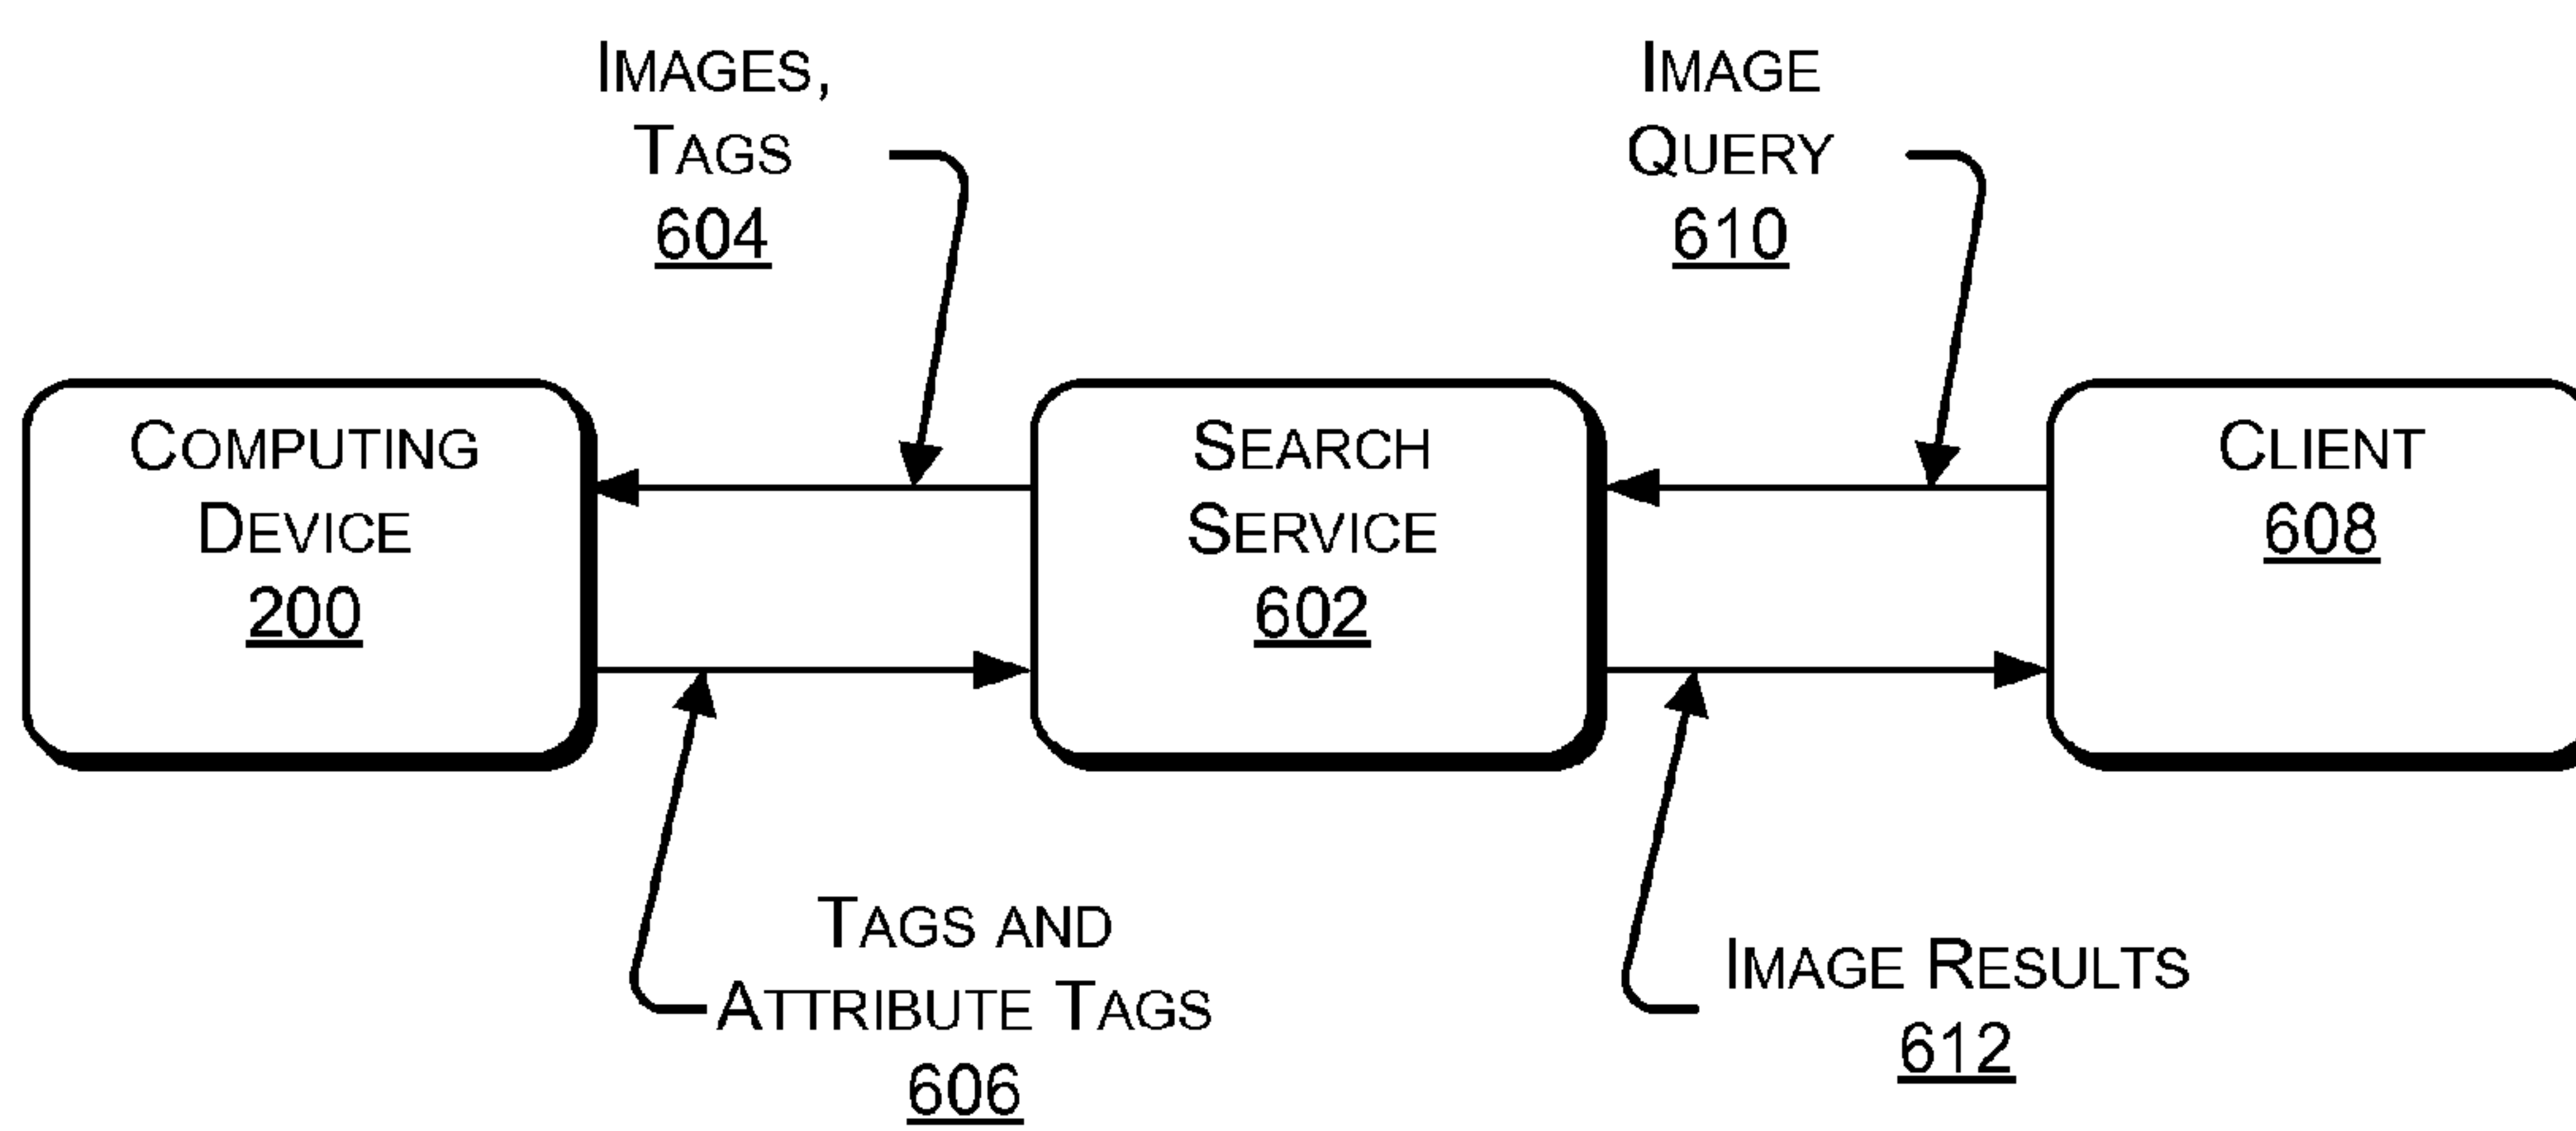 IMAGES,
TAGS
604
IMAGE
QUERY
610
COMPUTING
DEVICE
200
SEARCH
SERVICE
602
CLIENT
608
TAGS AND
ATTRIBUTE TAGS
606
IMAGE RESULTS
612